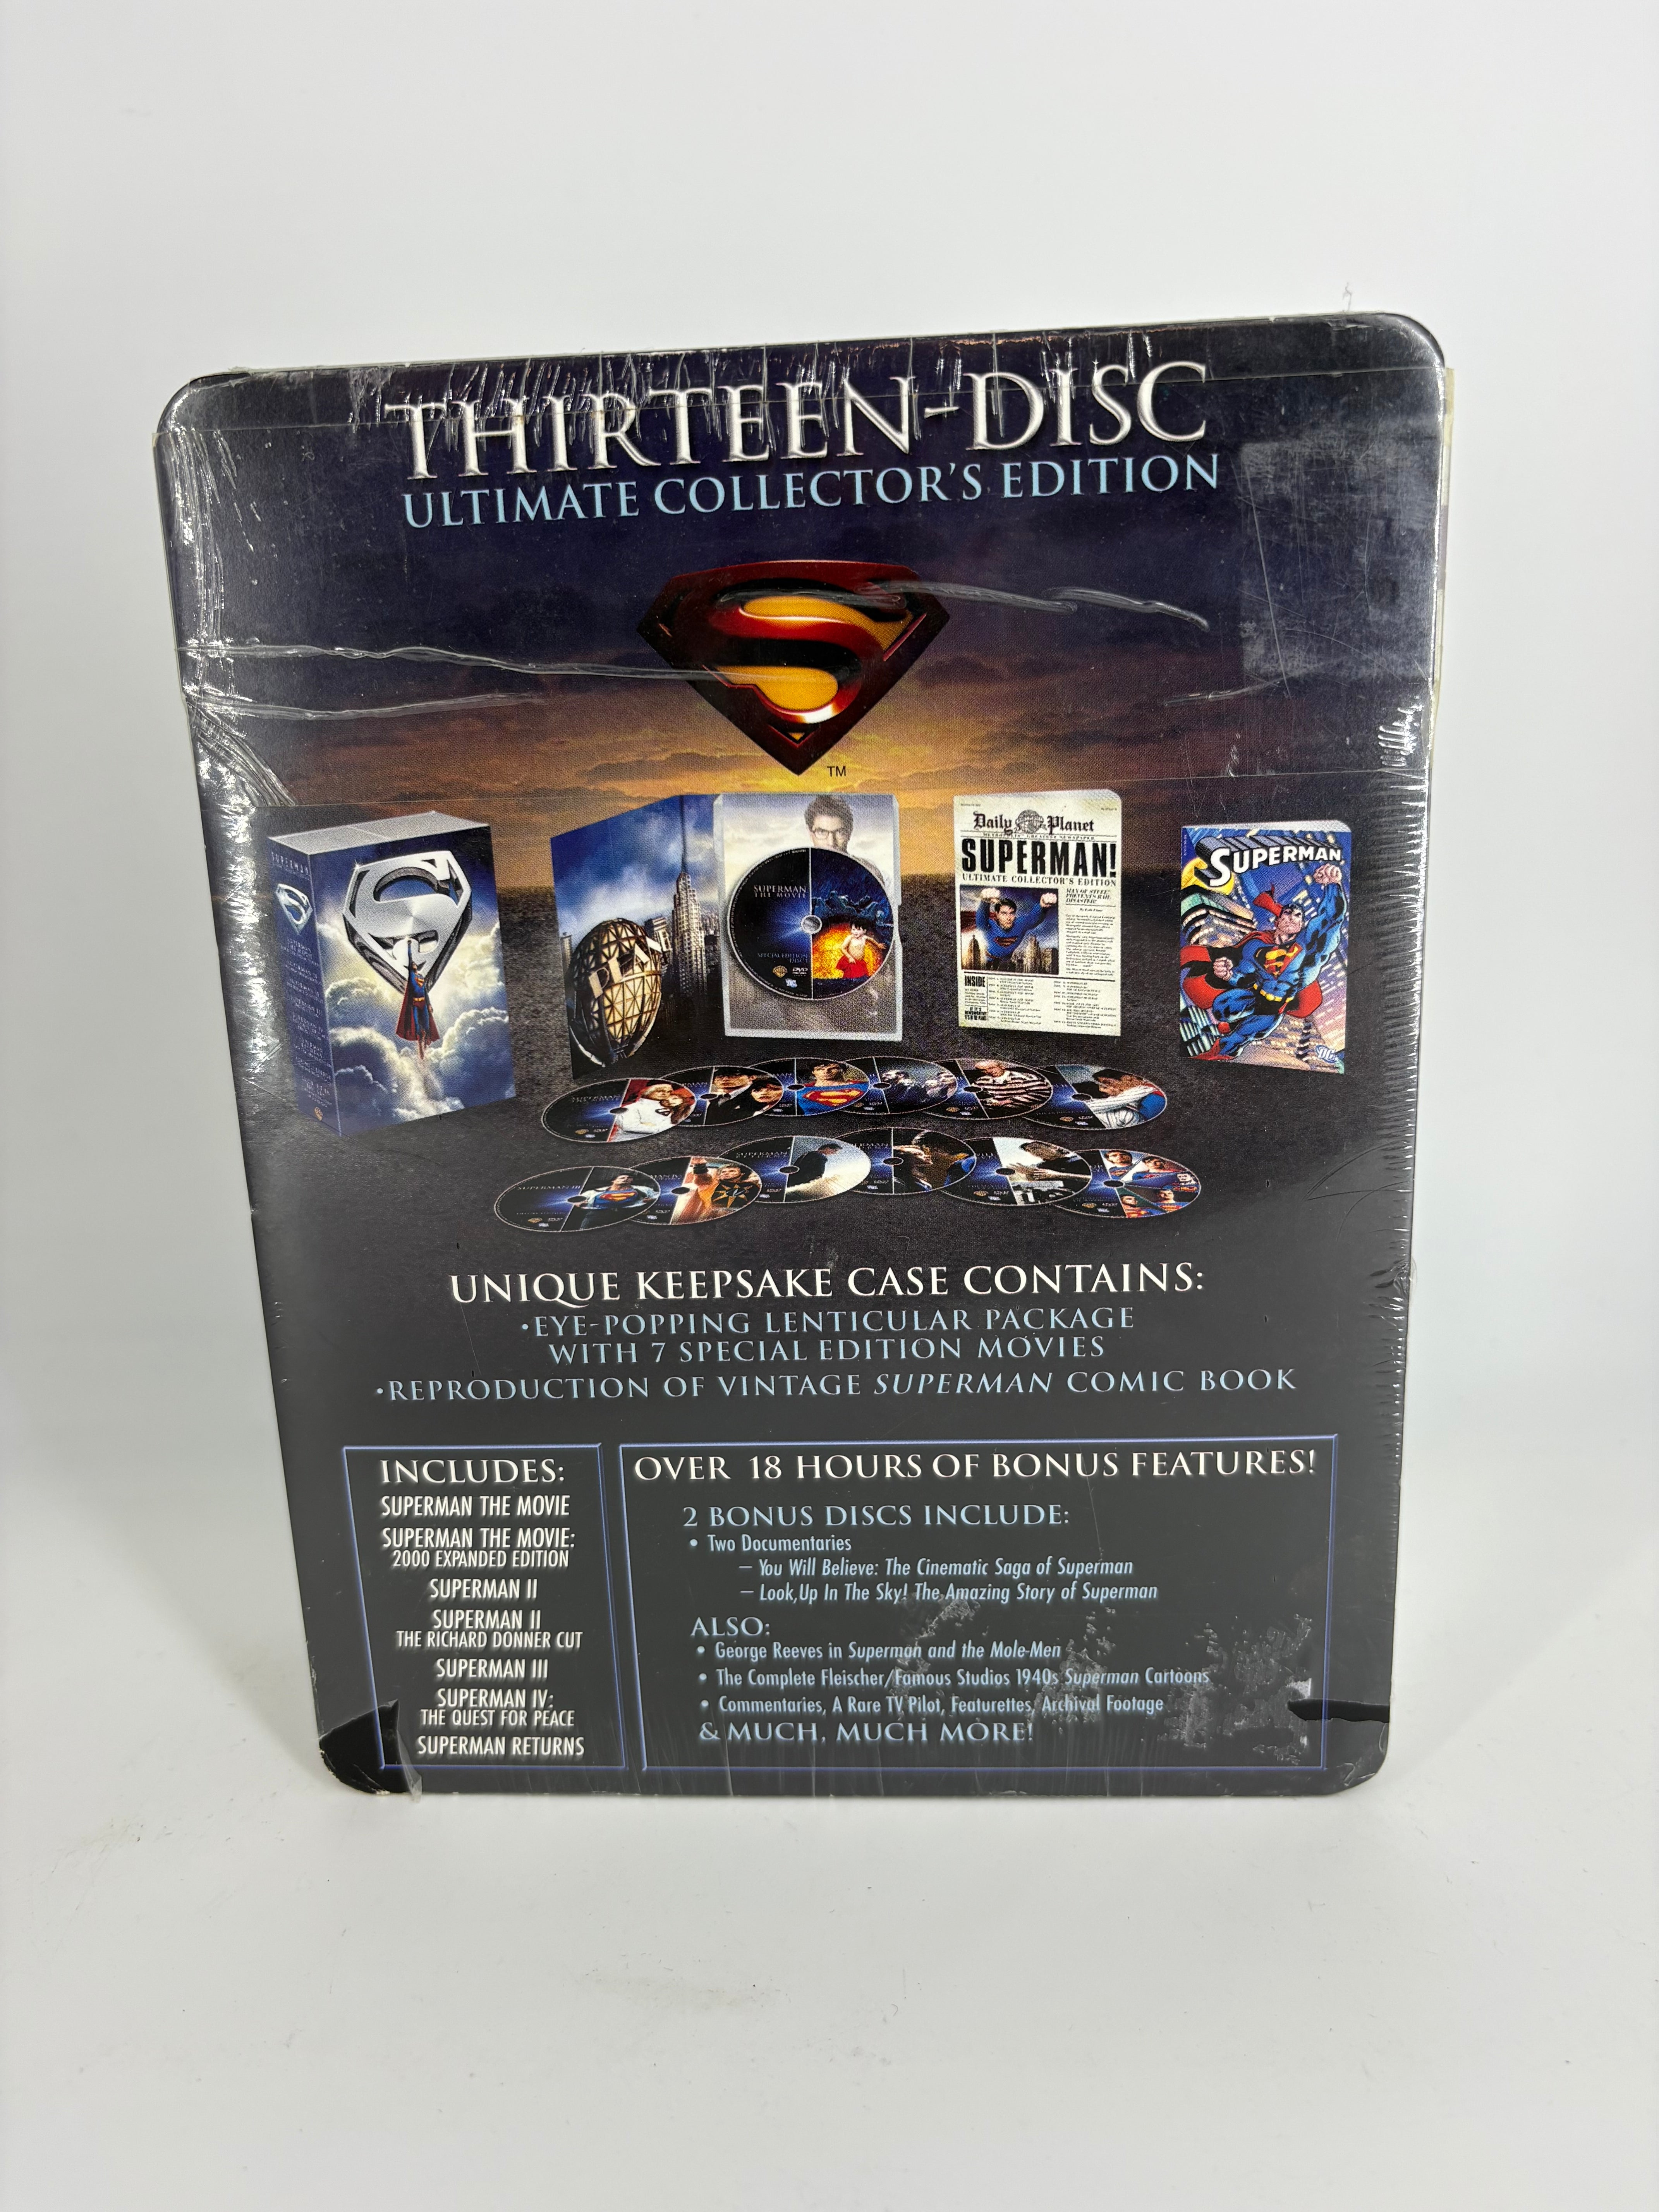 THIRTEEN-DISC
ULTIMATE COLLECTOR'S EDITION
TM
SUPERMAN
SUPERMAN
THE MOVIE
SPECIAL EDITION
DVD
Daily Planet
SUPERMAN!
ULTIMATE COLLECTOR'S EDITION
INSIDE
SUPERMAN
DC
UNIQUE KEEPSAKE CASE CONTAINS:
•EYE-POPPING LENTICULAR PACKAGE
WITH 7 SPECIAL EDITION MOVIES
•REPRODUCTION OF VINTAGE SUPERMAN COMIC BOOK
INCLUDES:
SUPERMAN THE MOVIE
SUPERMAN THE MOVIE:
2000 EXPANDED EDITION
SUPERMAN II
SUPERMAN II
THE RICHARD DONNER CUT
SUPERMAN III
SUPERMAN IV:
THE QUEST FOR PEACE
SUPERMAN RETURNS
OVER 18 HOURS OF BONUS FEATURES!
2 BONUS DISCS INCLUDE:
• Two Documentaries
– You Will Believe: The Cinematic Saga of Superman
– Look,Up In The Sky! The Amazing Story of Superman
ALSO:
• George Reeves in Superman and the Mole-Men
• The Complete Fleischer/Famous Studios 1940s Superman Cartoons
• Commentaries, A Rare TV Pilot, Featurettes, Archival Footage
& MUCH, MUCH MORE!